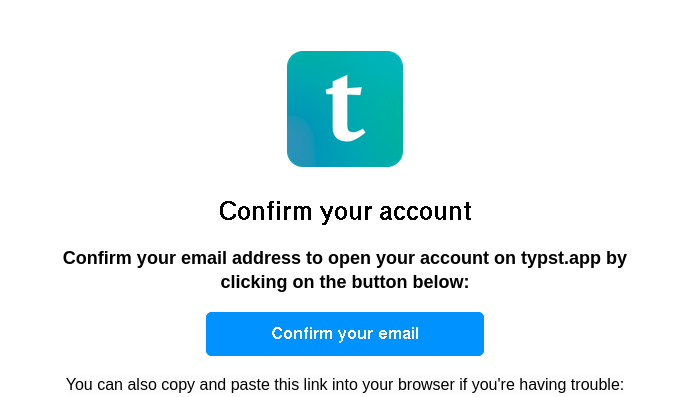 t
Confirm your account
Confirm your email address to open your account on typst.app by
clicking on the button below:
Confirm your email
You can also copy and paste this link into your browser if you're having trouble: